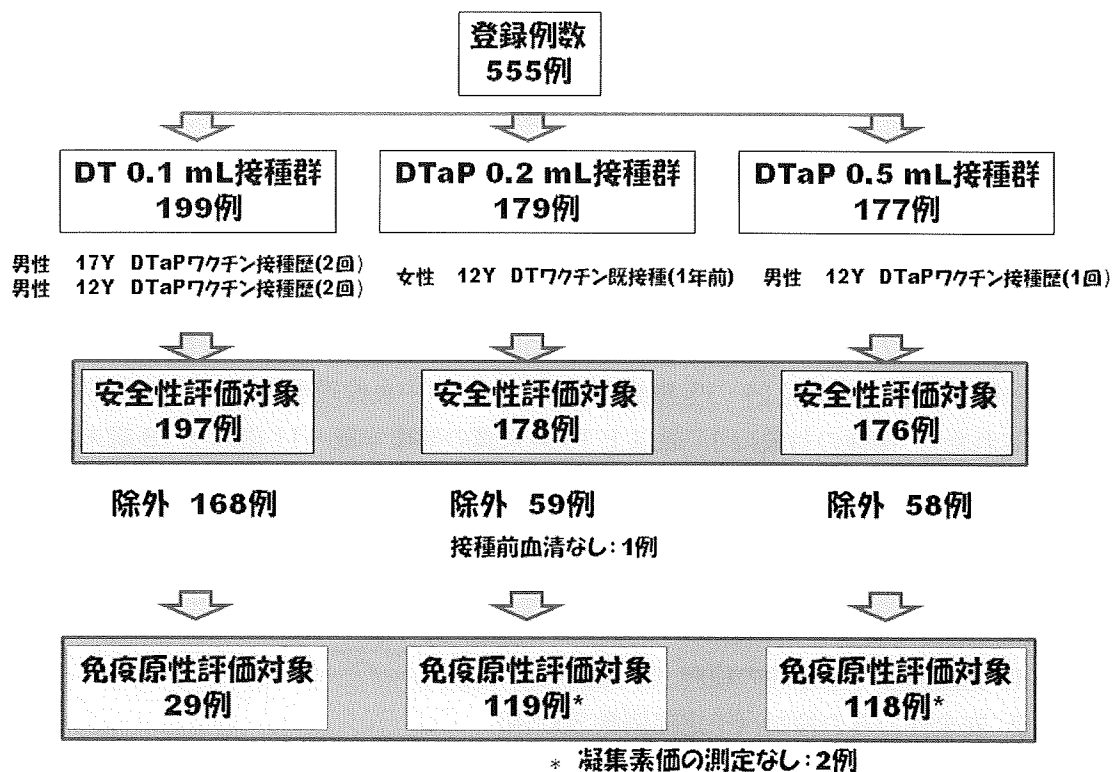 登録例数
555例
DT 0.1 mL接種群
199例
DTaP 0.2 mL接種群
179例
DTaP 0.5 mL接種群
177例
男性 17Y DTaPワクチン接種歴(2回)
男性 12Y DTaPワクチン接種歴(2回)
女性 12Y DTワクチン既接種(1年前)
男性 12Y DTaPワクチン接種歴(1回)
安全性評価対象
197例
安全性評価対象
178例
安全性評価対象
176例
除外 168例
除外 59例
接種前血清なし:1例
除外 58例
免疫原性評価対象
29例
免疫原性評価対象
119例*
免疫原性評価対象
118例*
* 凝集素価の測定なし:2例